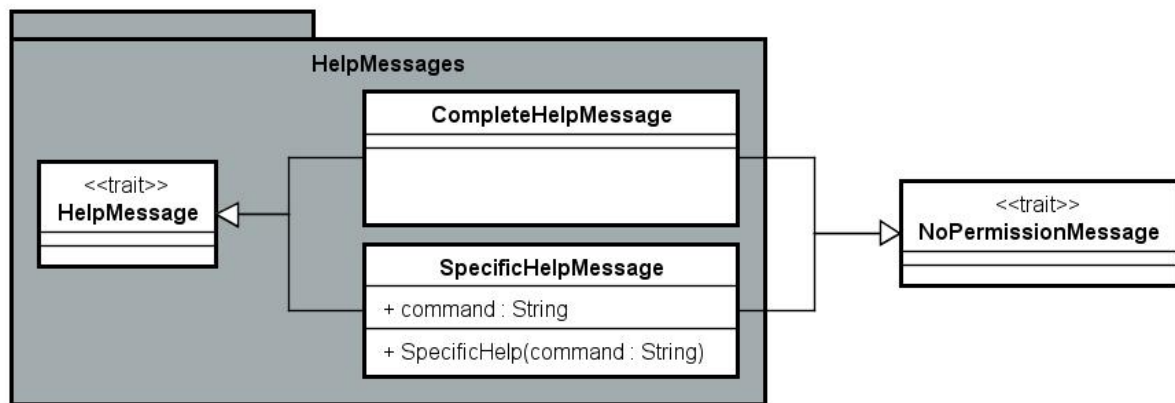 HelpMessages
CompleteHelpMessage
<<trait>>
HelpMessage
<<trait>>
NoPermissionMessage
SpecificHelpMessage
+ command : String
+ SpecificHelp(command : String)